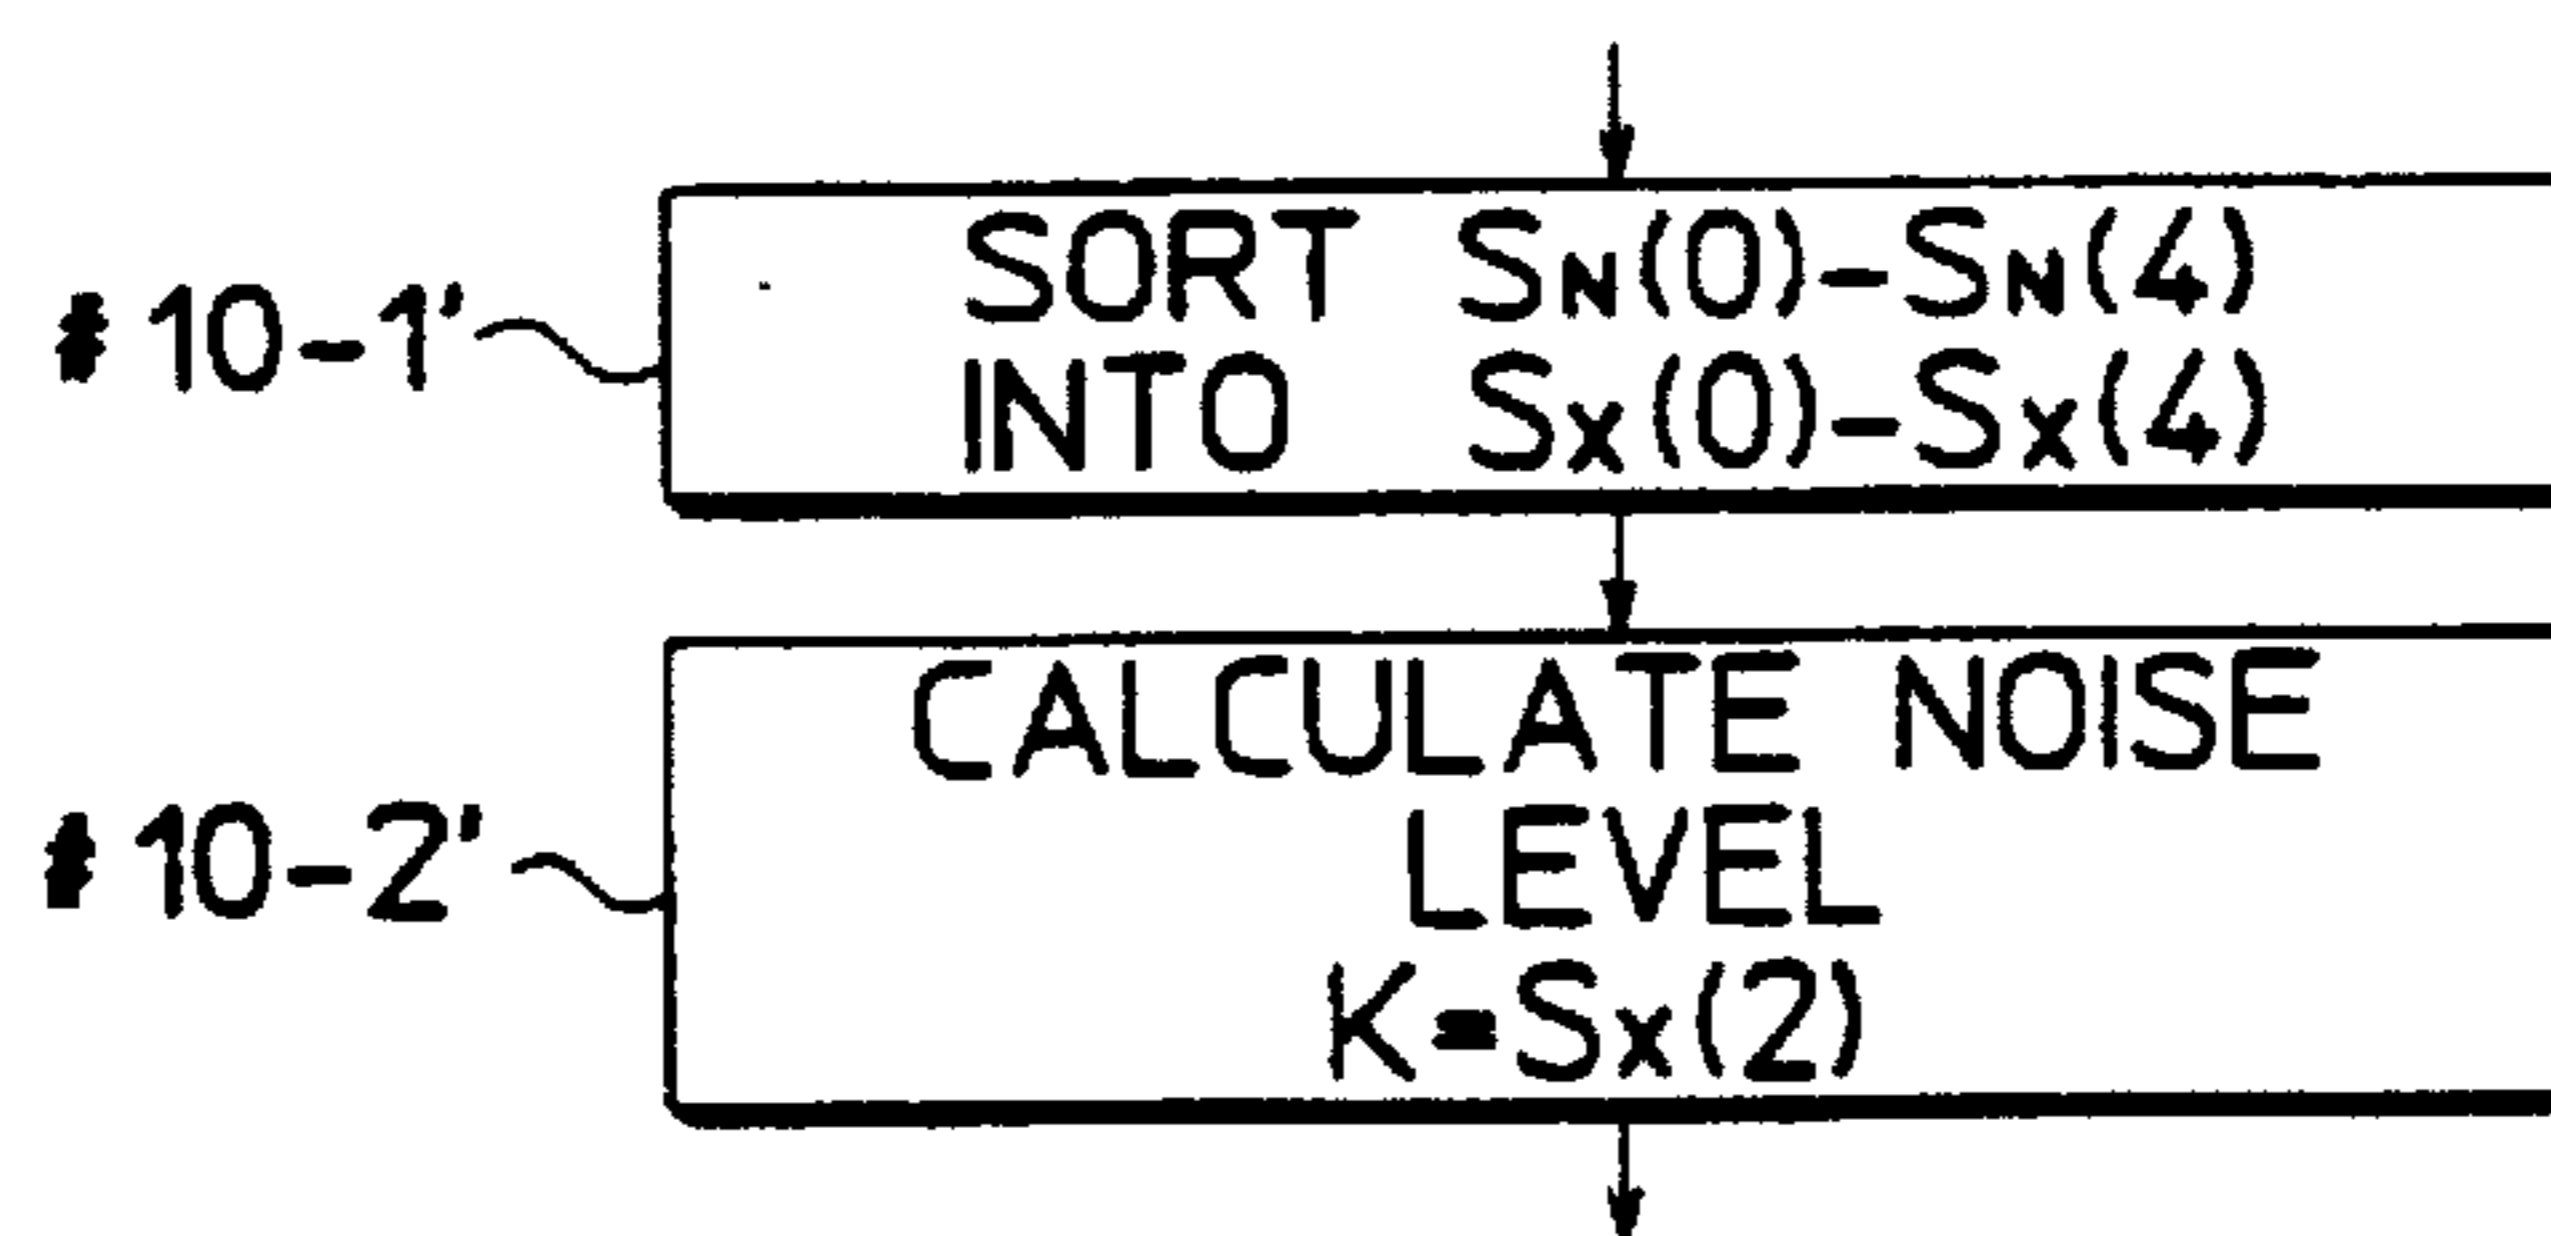 SORT SN(0)-SN(4)
#10-1'
INTO SX(0)-SX(4)
CALCULATE NOISE
#10-2'
LEVEL
K=SX(2)